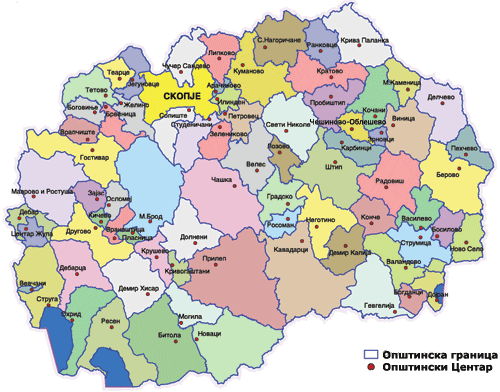 С.Нагоричане
Крива Паланка
Ранковце
Липково
Чучер Сандево
Куманово
Кратово
Теарце
Јегуновце
Арачиново
М.Каменица
Тетово
СКОПЈЕ
Делчево
Желино
Илинден
Пробиштип
Боговиње
Брвеница
Сопиште
Петровец
Кочани
Виница
Студеничани
Чешиново-Облешево
Врапчиште
Зелениково
Свети Николе
Зрновци
Карбинци
Лозово
Пехчево
Гостивар
Велес
Штип
Берово
Чашка
Радовиш
Маврово и Ростуша
Зајас
Осломеј
Градско
Дебар
Кичево
М.Брод
Неготино
Конче
Василево
Центар Жупа
Вранештица
Росоман
Босилово
Другово
Пласница
Долнени
Струмица
Ново Село
Крушево
Кавадарци
Демир Капија
Дебарца
Прилеп
Валандово
Кривогаштани
Вевчани
Демир Хисар
Богданци
Дојран
Струга
Гевгелија
Могила
Охрид
Ресен
Битола
Новаци
Општинска граница
Општински Центар